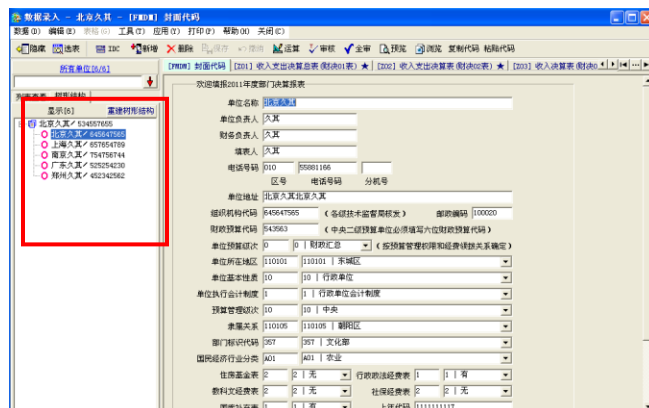 数据录入 - 北京久其 - [FMDM] 封面代码
数据(D) 编辑(E) 表格(G) 工具(T) 应用(Y) 打印(P) 帮助(H) 关闭(C)
隐藏 选表 IDC 新增 删除 保存 撤消 运算 审核 全审 预览 浏览 复制代码 粘贴代码
所有单位[6/6]
列表查看 树形结构
显示[6] 重建树形结构
北京久其/534557655
北京久其/645647565
上海久其/657654789
南京久其/754756744
广东久其/525254230
郑州久其/452342562
[FMDM] 封面代码 [Z01] 收入支出决算总表(财决01表)★ [Z02] 收入支出决算表(财决02表)★ [Z03] 收入决算表(财决0
欢迎填报2011年度部门决算报表
单位名称 北京久其
单位负责人 久其
财务负责人 久其
填表人 久其
电话号码 010 55881166
区号 电话号码 分机号
单位地址 北京久其北京久其
组织机构代码 645647565 (各级技术监督局核发) 邮政编码 100020
财政预算代码 543563 (中央二级预算单位必须填写六位财政预算代码)
单位预算级次 0 0 | 财政汇总 (按预算管理权限和经费领拨关系确定)
单位所在地区 110101 110101 | 东城区
单位基本性质 10 10 | 行政单位
单位执行会计制度 1 1 | 行政单位会计制度
预算管理级次 10 10 | 中央
隶属关系 110105 110105 | 朝阳区
部门标识代码 357 357 | 文化部
国民经济行业分类 A01 A01 | 农业
住房基金表 2 2 | 无 行政政法经费表 1 1 | 有
教科文经费表 2 2 | 无 社保经费表 2 2 | 无
1 1 | 有 上年代码 1111111117